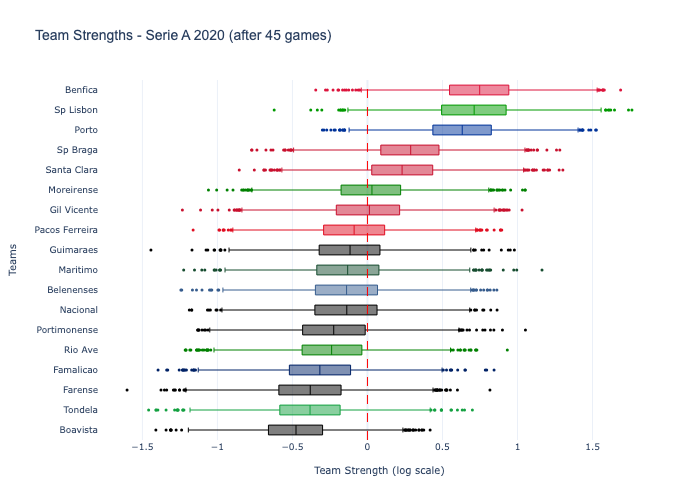 Team Strengths - Serie A 2020 (after 45 games)
Benfica
Sp Lisbon
Porto
Sp Braga
Santa Clara
Moreirense
Gil Vicente
Pacos Ferreira
Guimaraes
Maritimo
Belenenses
Nacional
Portimonense
Rio Ave
Famalicao
Farense
Tondela
Boavista
Teams
−1.5 −1 −0.5 0 0.5 1 1.5
Team Strength (log scale)